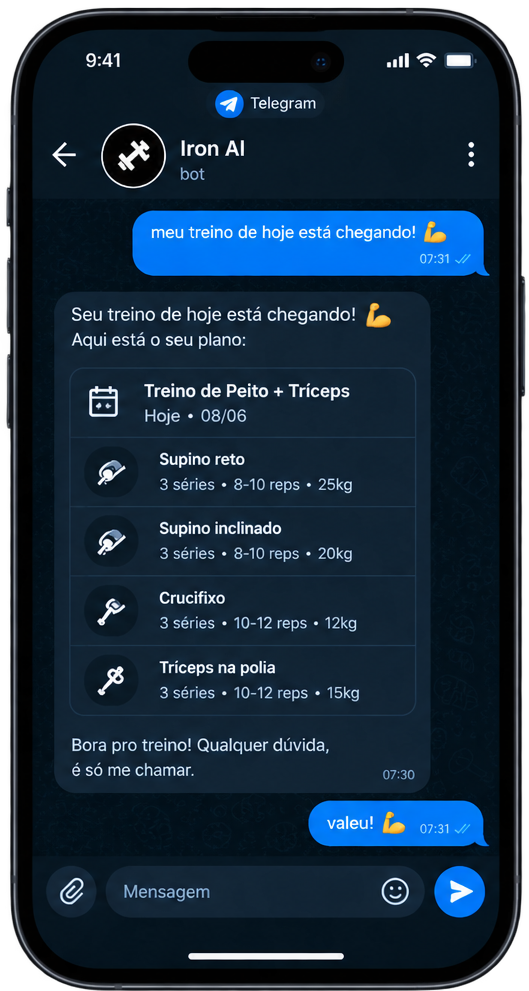 9:41
Telegram
Iron AI
bot
meu treino de hoje está chegando! 💪
07:31
Seu treino de hoje está chegando! 💪
Aqui está o seu plano:
Treino de Peito + Tríceps
Hoje • 08/06
Supino reto
3 séries • 8-10 reps • 25kg
Supino inclinado
3 séries • 8-10 reps • 20kg
Crucifixo
3 séries • 10-12 reps • 12kg
Tríceps na polia
3 séries • 10-12 reps • 15kg
Bora pro treino! Qualquer dúvida,
é só me chamar.
07:30
valeu! 💪 07:31
Mensagem